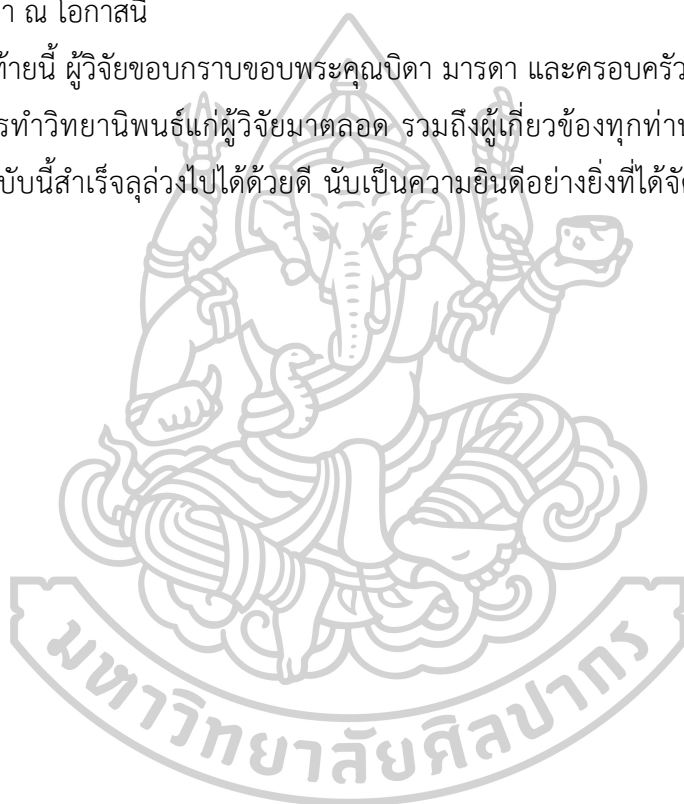 า ณ โอกาสนี้
ท้ายนี้ ผู้วิจัยขอบกราบขอบพระคุณบิดา มารดา และครอบครัว
รทำวิทยานิพนธ์แก่ผู้วิจัยมาตลอด รวมถึงผู้เกี่ยวข้องทุกท่าน
บับนี้สำเร็จลุล่วงไปได้ด้วยดี นับเป็นความยินดีอย่างยิ่งที่ได้จัด
มหาวิทยาลัยศิลปากร